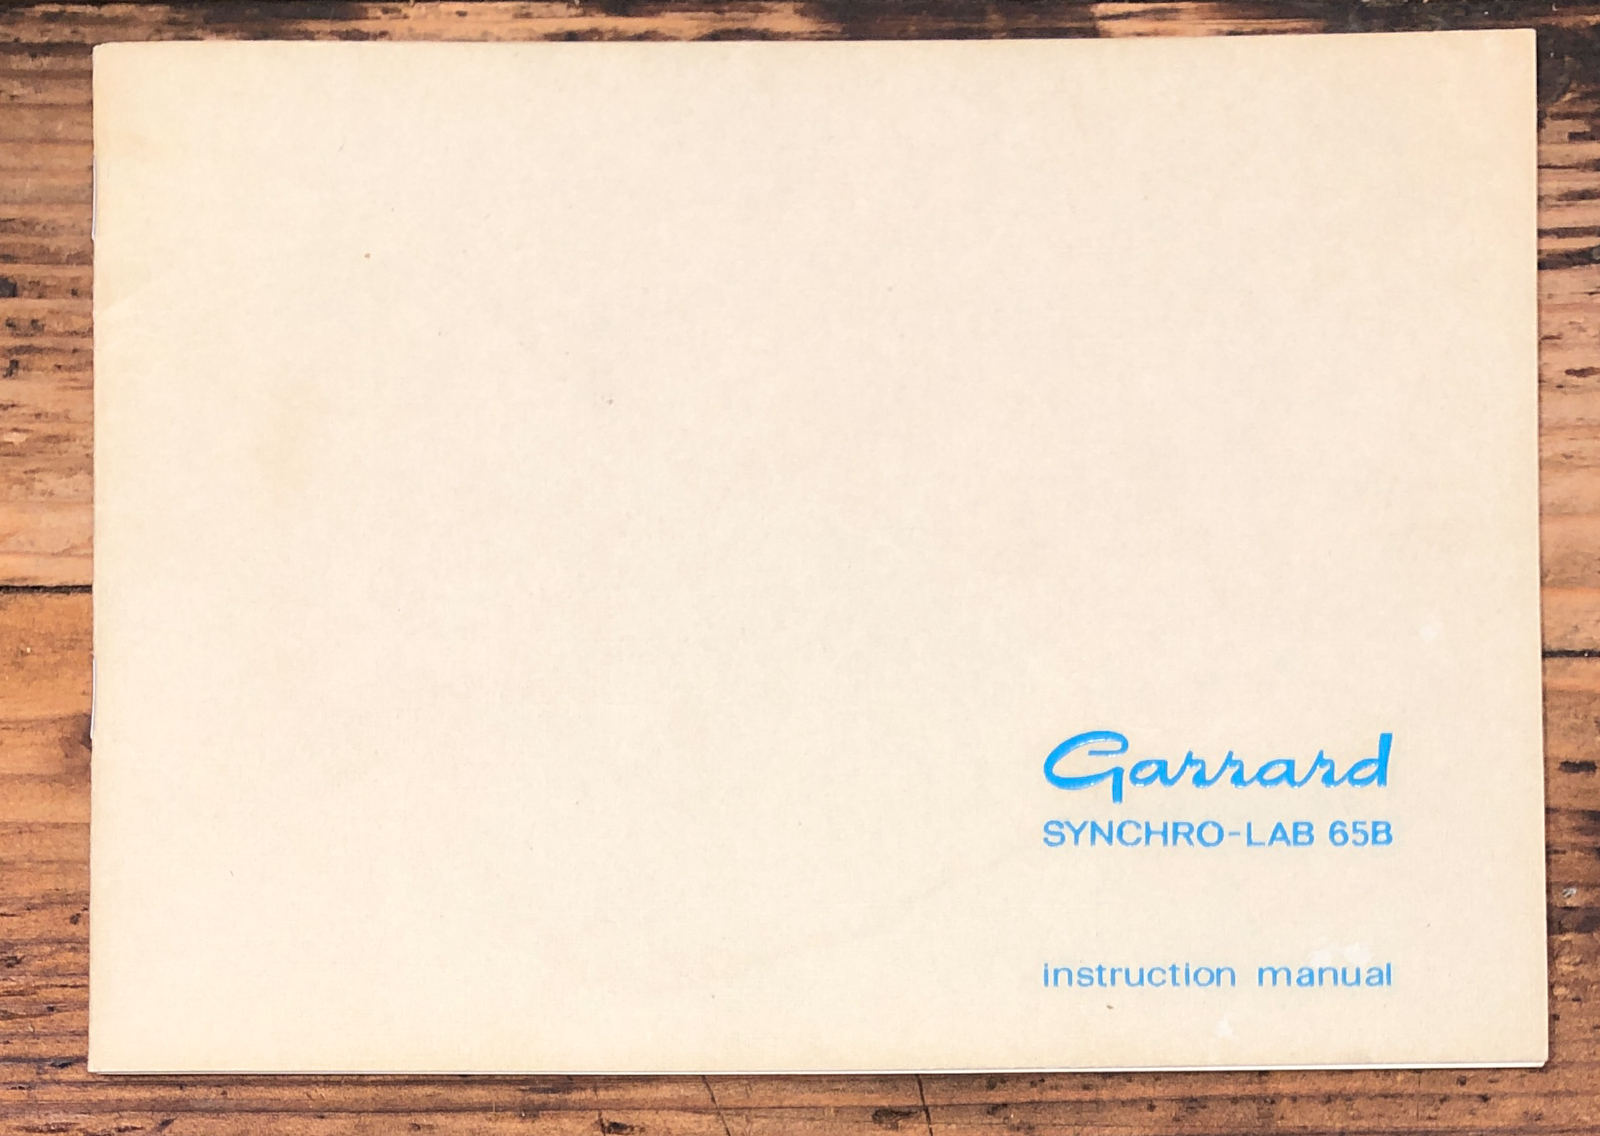 Garrard
SYNCHRO-LAB 65B
instruction manual